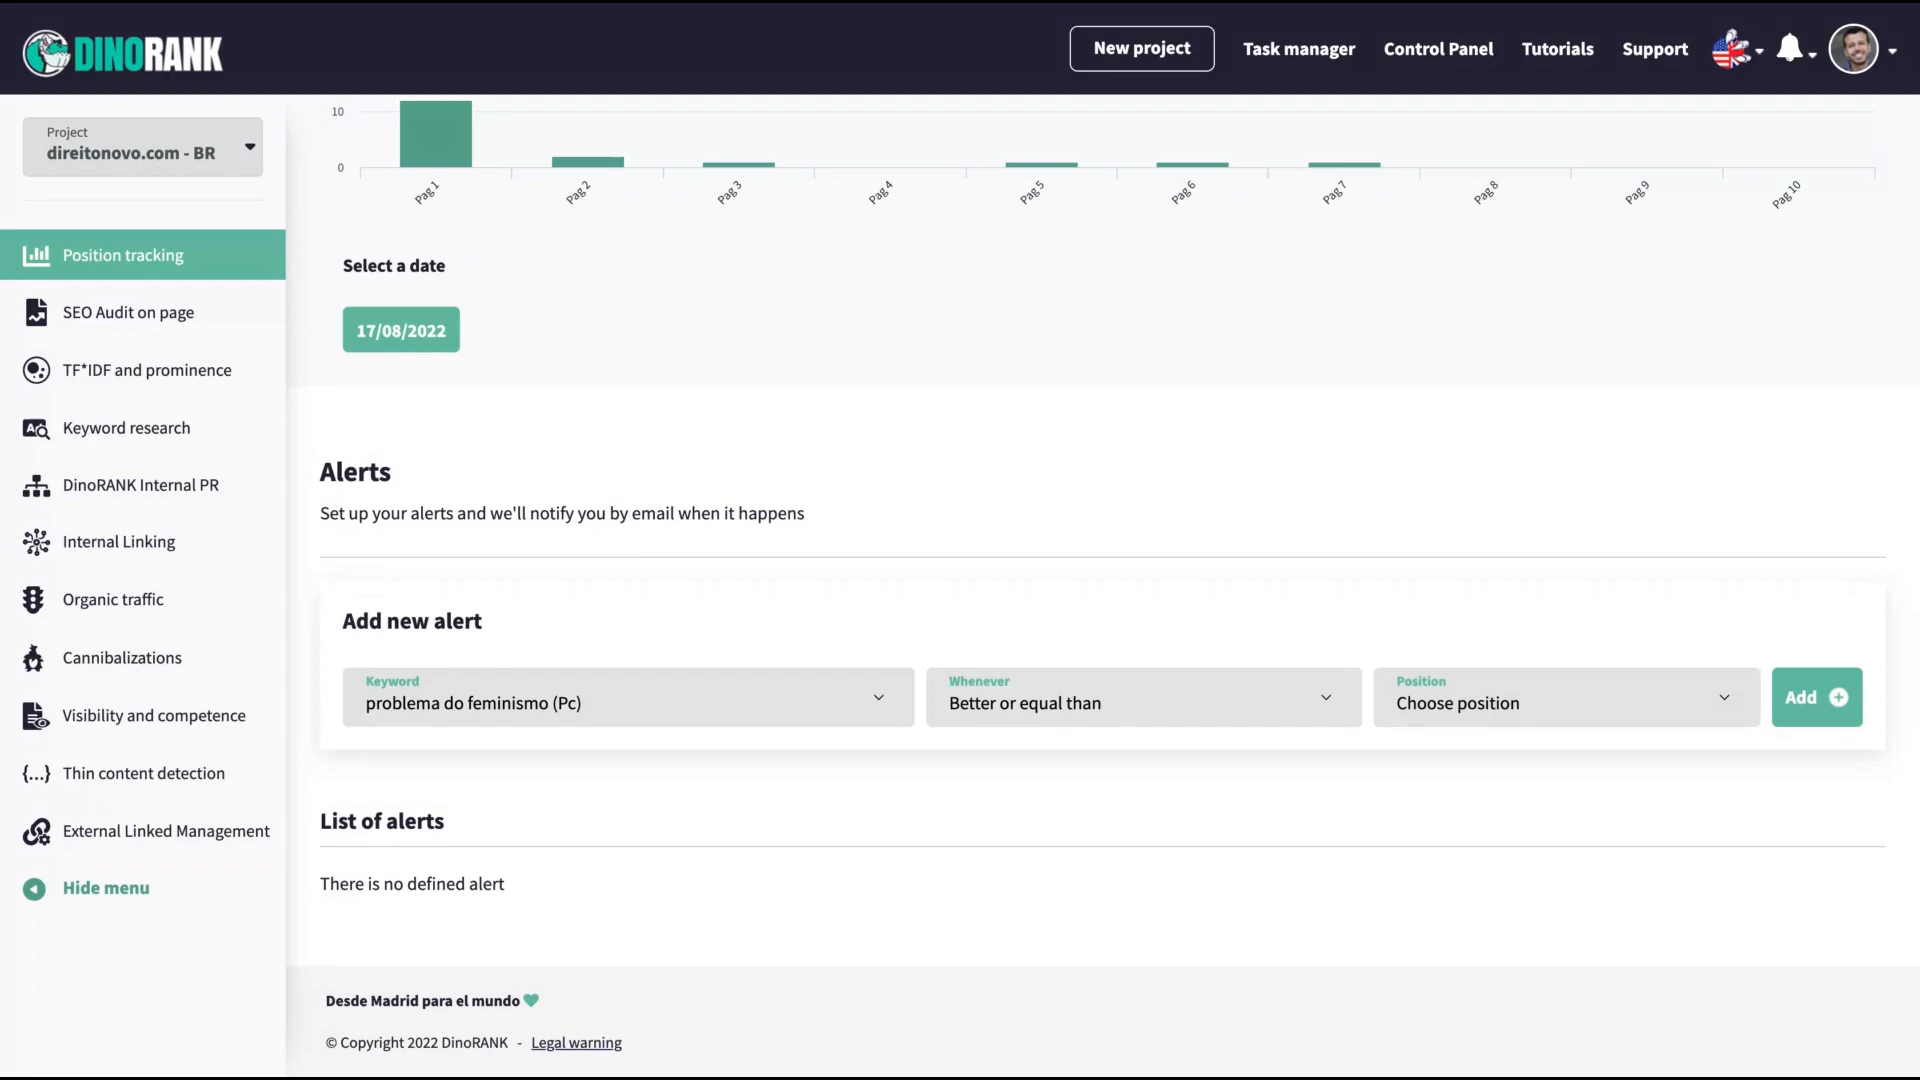 DINORANK
New project
Task manager
Control Panel
Tutorials
Support
Project
direitonovo.com - BR
Position tracking
SEO Audit on page
TF*IDF and prominence
Keyword research
DinoRANK Internal PR
Internal Linking
Organic traffic
Cannibalizations
Visibility and competence
Thin content detection
External Linked Management
Hide menu
10
0
Pag 1
Pag 2
Pag 3
Pag 4
Pag 5
Pag 6
Pag 7
Pag 8
Pag 9
Pag 10
Select a date
17/08/2022
Alerts
Set up your alerts and we'll notify you by email when it happens
Add new alert
Keyword
problema do feminismo (Pc)
Whenever
Better or equal than
Position
Choose position
Add
List of alerts
There is no defined alert
Desde Madrid para el mundo
© Copyright 2022 DinoRANK - Legal warning